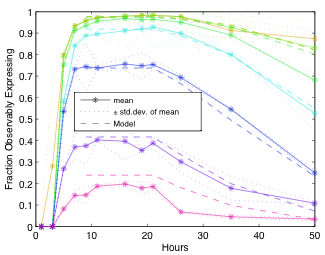 1
0.9
0.8
0.7
0.6
0.5
0.4
0.3
0.2
0.1
0
Fraction Observably Expressing
mean
± std.dev. of mean
Model
0 10 20 30 40 50
Hours